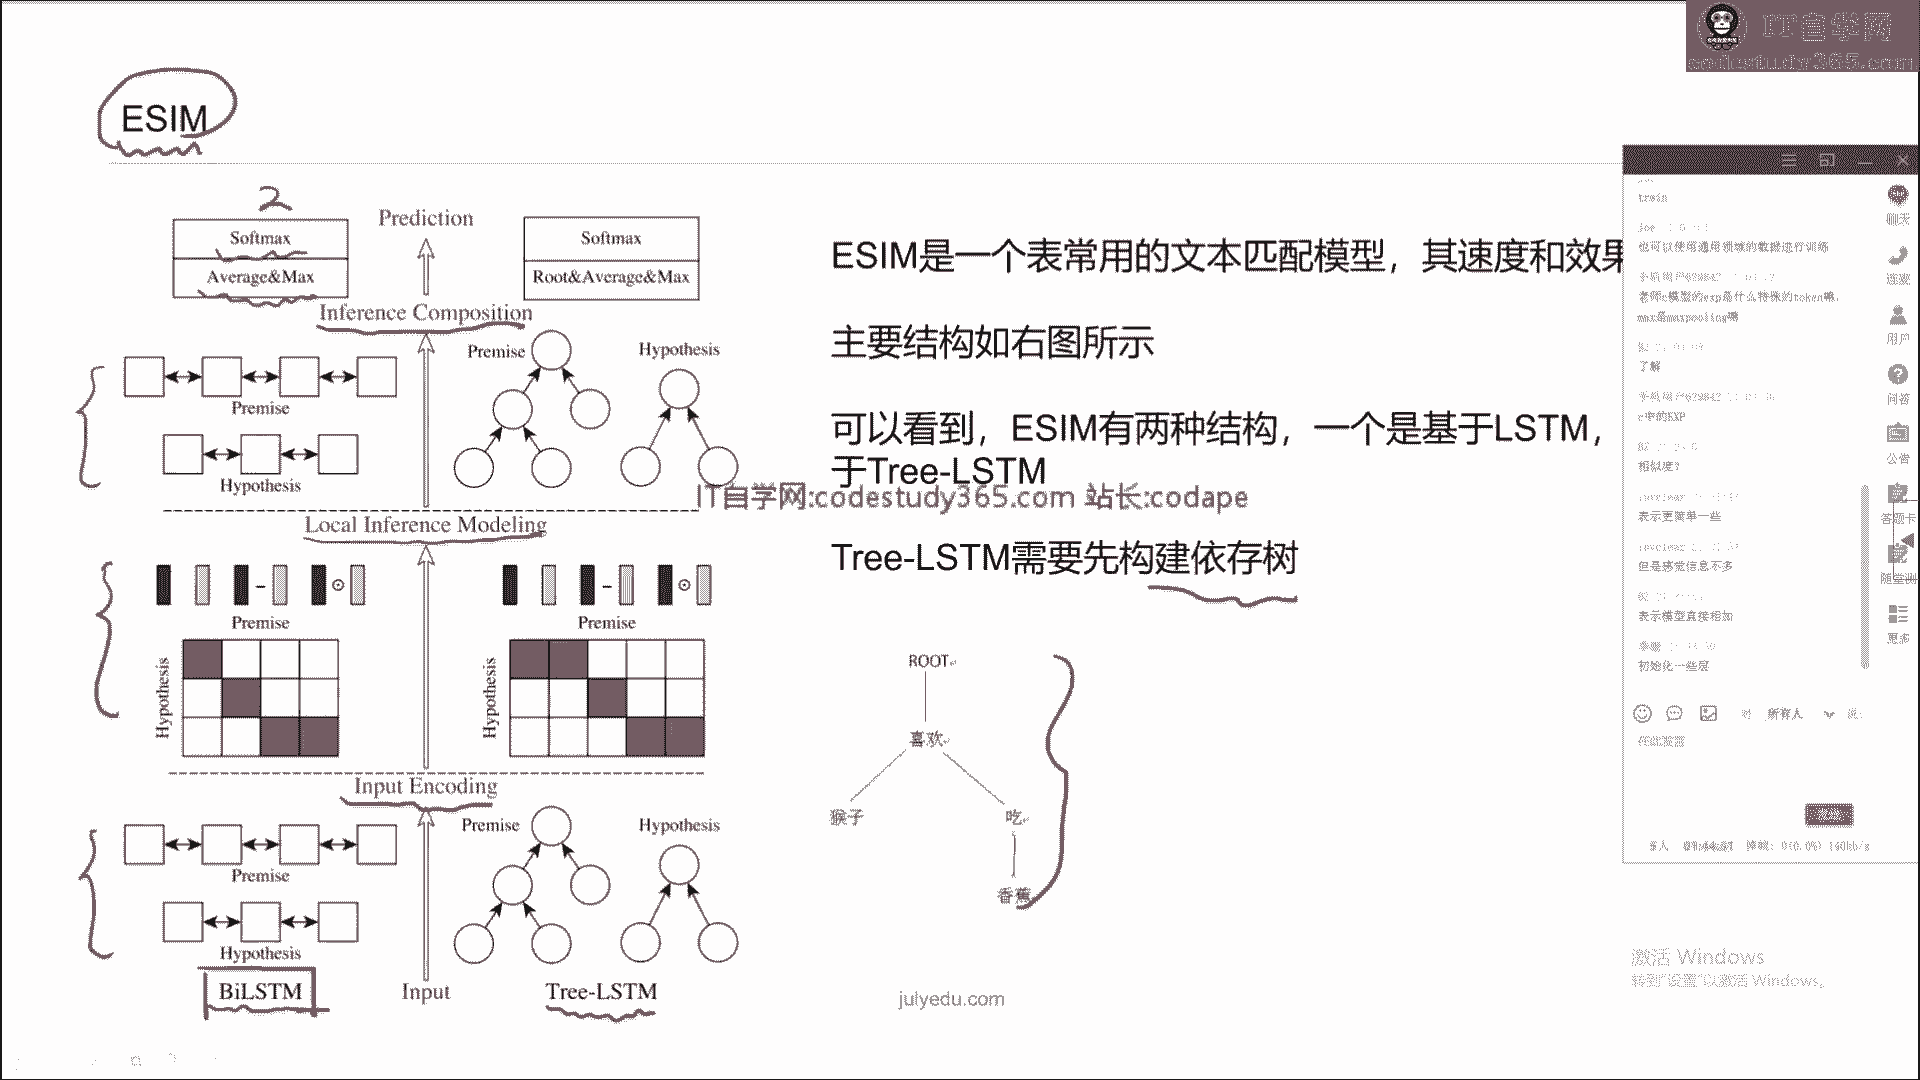 IT自学网
codestudy365.com
ESIM
2
Softmax
Average&Max
Prediction
Softmax
Root&Average&Max
Inference Composition
Premise
Hypothesis
Premise
Hypothesis
Local Inference Modeling
Premise
Hypothesis
Premise
Hypothesis
Input Encoding
Premise
Hypothesis
Premise
Hypothesis
BiLSTM
Input
Tree-LSTM
ESIM是一个表常用的文本匹配模型，其速度和效果
主要结构如右图所示
可以看到，ESIM有两种结构，一个是基于LSTM，
于Tree-LSTM
IT自学网:codestudy365.com 站长:codape
Tree-LSTM需要先构建依存树
ROOT
喜欢
猴子
吃
香蕉
julyedu.com
train
Joe
也可以使用通用领域的数据进行训练
老师c模型的exp是什么特殊的token嘛,
max是maxpooling嘛
了解
c中的EXP
相似度?
表示更简单一些
但是感觉信息不多
表示模型直接相加
初始化一些层
聊天
连麦
用户
问答
公告
答题卡
随堂测
更多
对 所有人 说:
激活 Windows
转到"设置"以激活 Windows。